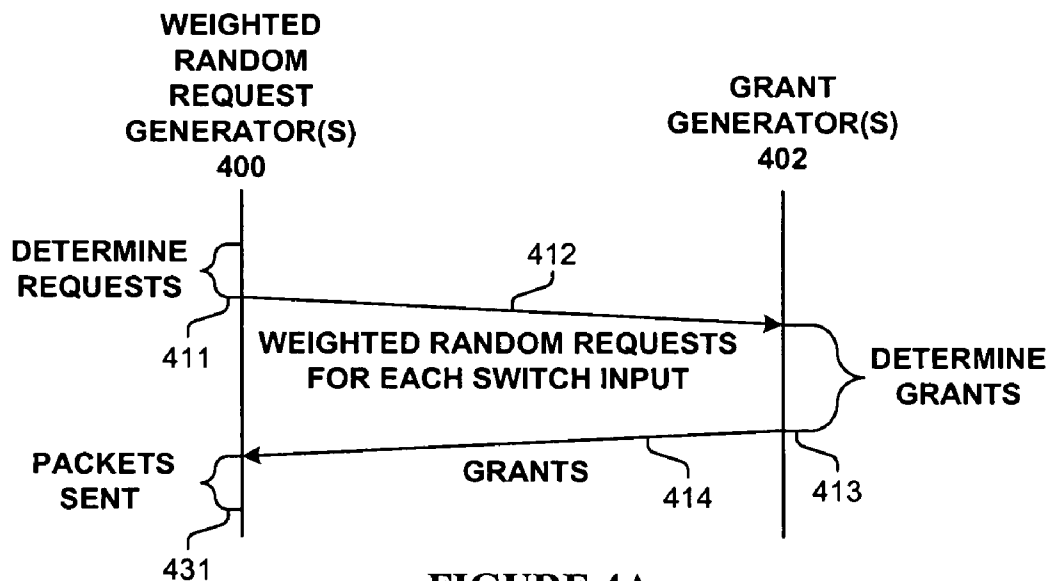 WEIGHTED
RANDOM
REQUEST
GENERATOR(S)
400
GRANT
GENERATOR(S)
402
DETERMINE
REQUESTS
411
412
WEIGHTED RANDOM REQUESTS
FOR EACH SWITCH INPUT
DETERMINE
GRANTS
413
GRANTS
414
PACKETS
SENT
431
FIGURE 4A